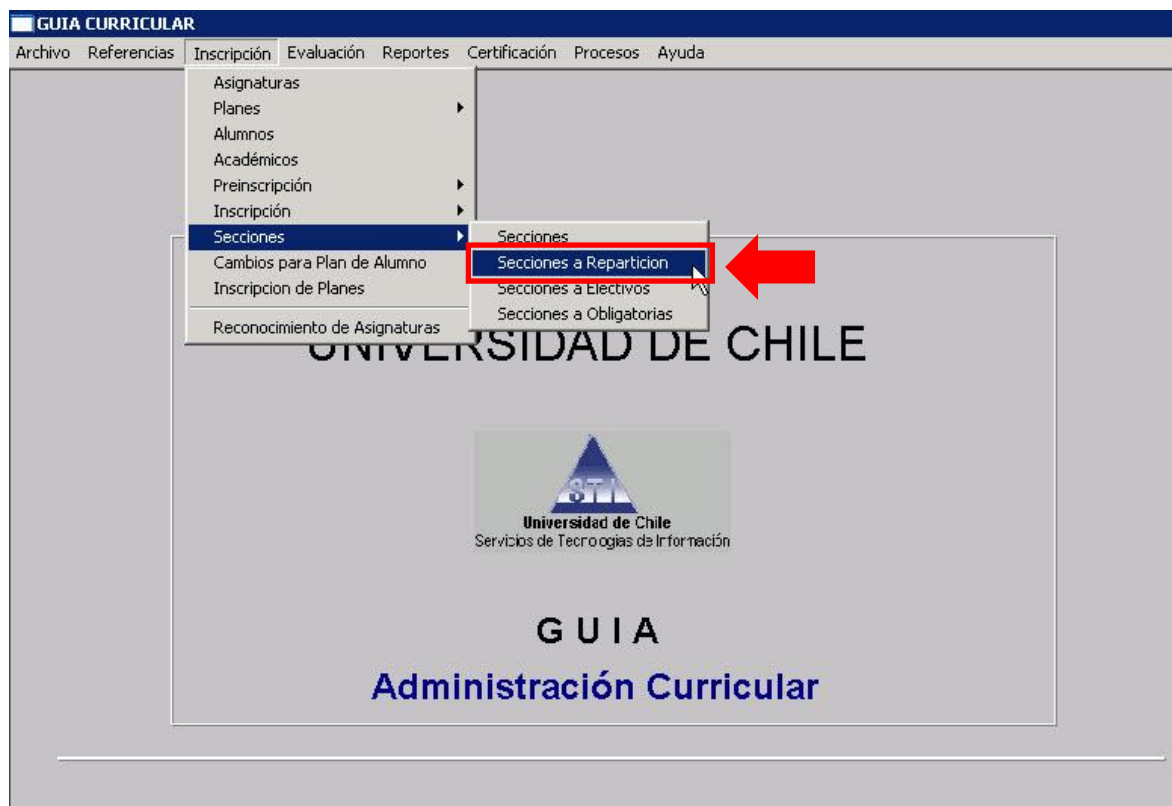 GUIA CURRICULAR
Archivo Referencias Inscripción Evaluación Reportes Certificación Procesos Ayuda
Asignaturas
Planes
Alumnos
Académicos
Preinscripción
Inscripción
Secciones
Cambios para Plan de Alumno
Inscripcion de Planes
Reconocimiento de Asignaturas
Secciones
Secciones a Reparticion
Secciones a Electivos
Secciones a Obligatorias
UNIVERSIDAD DE CHILE
STI
Universidad de Chile
Servicios de Tecnologías de Información
G U I A
Administración Curricular